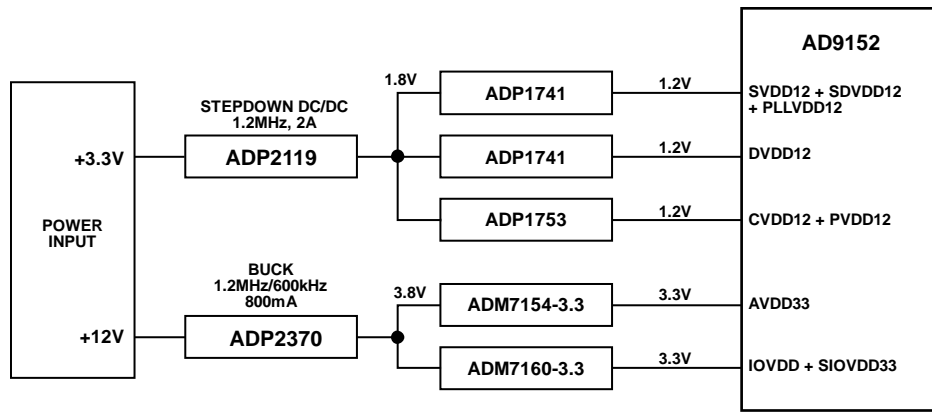 AD9152
POWER
INPUT
+3.3V
+12V
STEPDOWN DC/DC
1.2MHz, 2A
ADP2119
1.8V
ADP1741
1.2V
SVDD12 + SDVDD12
+ PLLVDD12
ADP1741
1.2V
DVDD12
ADP1753
1.2V
CVDD12 + PVDD12
BUCK
1.2MHz/600kHz
800mA
ADP2370
3.8V
ADM7154-3.3
3.3V
AVDD33
ADM7160-3.3
3.3V
IOVDD + SIOVDD33